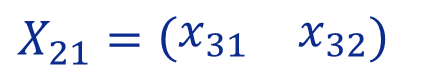 X₂₁ = (x₃₁ x₃₂)